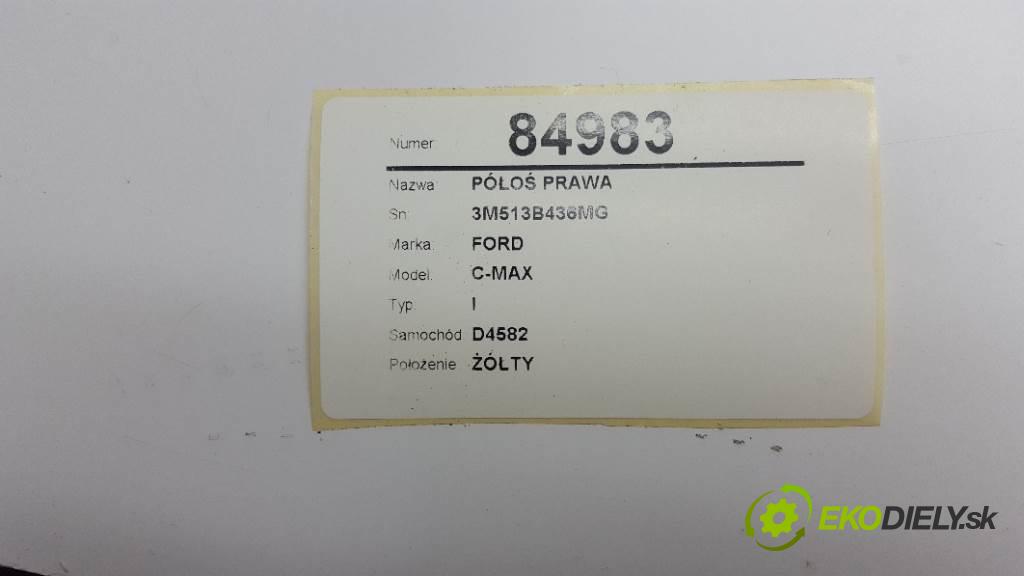 Numer: 84983
Nazwa: PÓŁOŚ PRAWA
Sn: 3M513B436MG
Marka: FORD
Model: C-MAX
Typ: I
Samochód D4582
Położenie ŻÓŁTY
EKODIELY.sk